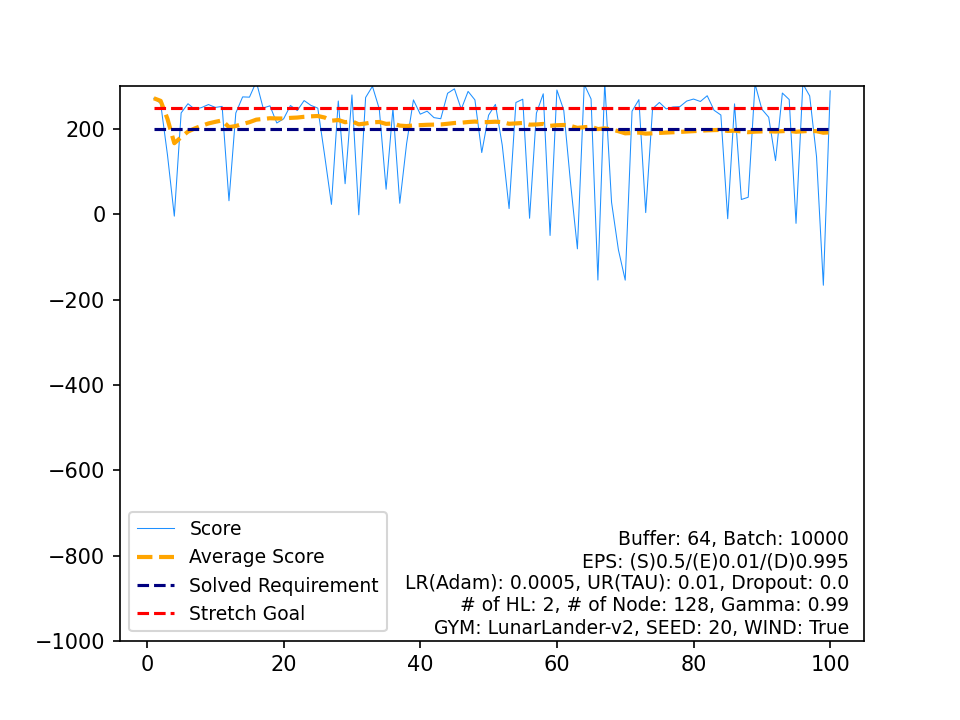 200
0
−200
−400
−600
−800
−1000
0
20
40
60
80
100
Score
Average Score
Solved Requirement
Stretch Goal
Buffer: 64, Batch: 10000
EPS: (S)0.5/(E)0.01/(D)0.995
LR(Adam): 0.0005, UR(TAU): 0.01, Dropout: 0.0
# of HL: 2, # of Node: 128, Gamma: 0.99
GYM: LunarLander-v2, SEED: 20, WIND: True